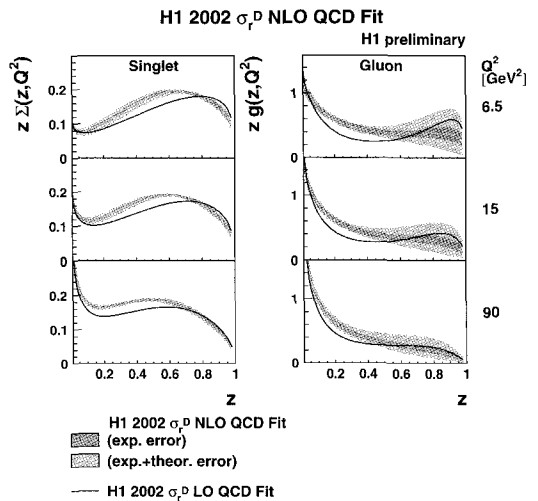 H1 2002 σ_r^D NLO QCD Fit
H1 preliminary
Singlet
Gluon
Q²
[GeV²]
z Σ(z,Q²)
z g(z,Q²)
0.2
0.1
0
1
0
6.5
0.2
0.1
0
1
0
15
0.2
0.1
0
1
0
90
0.2 0.4 0.6 0.8 1
0.2 0.4 0.6 0.8 1
z
z
H1 2002 σ_r^D NLO QCD Fit
(exp. error)
(exp.+theor. error)
H1 2002 σ_r^D LO QCD Fit